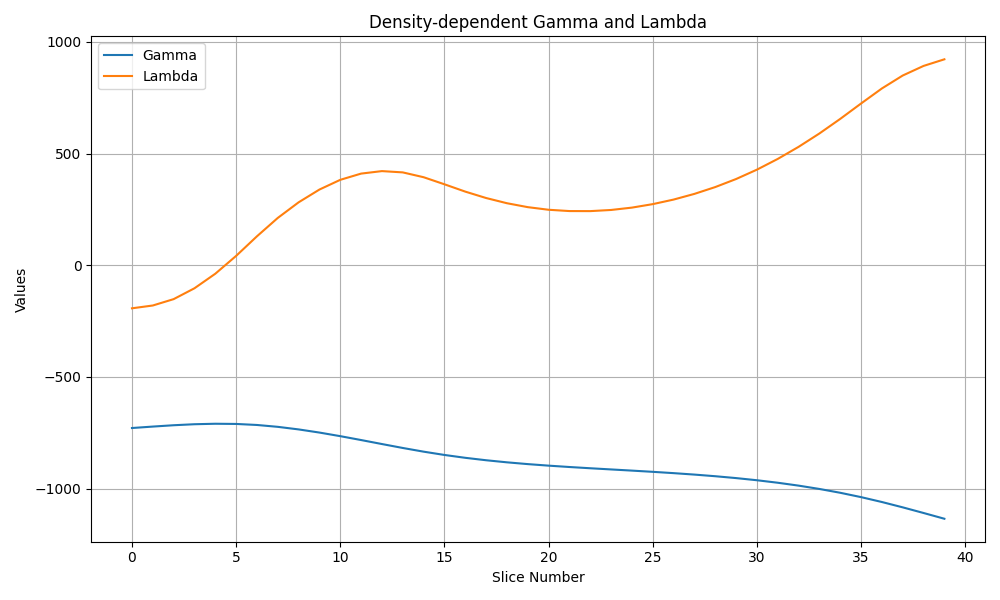 Density-dependent Gamma and Lambda
Gamma
Lambda
1000
500
0
−500
−1000
Values
0 5 10 15 20 25 30 35 40
Slice Number